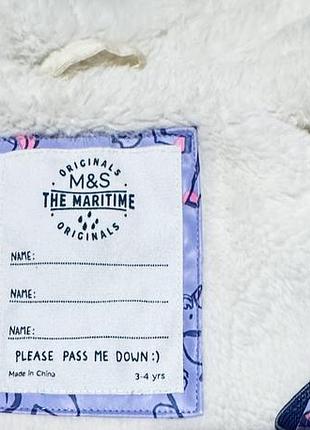 ORIGINALS
M&S
THE MARITIME
ORIGINALS
NAME:
NAME:
NAME:
PLEASE PASS ME DOWN:)
Made in China 3-4 yrs